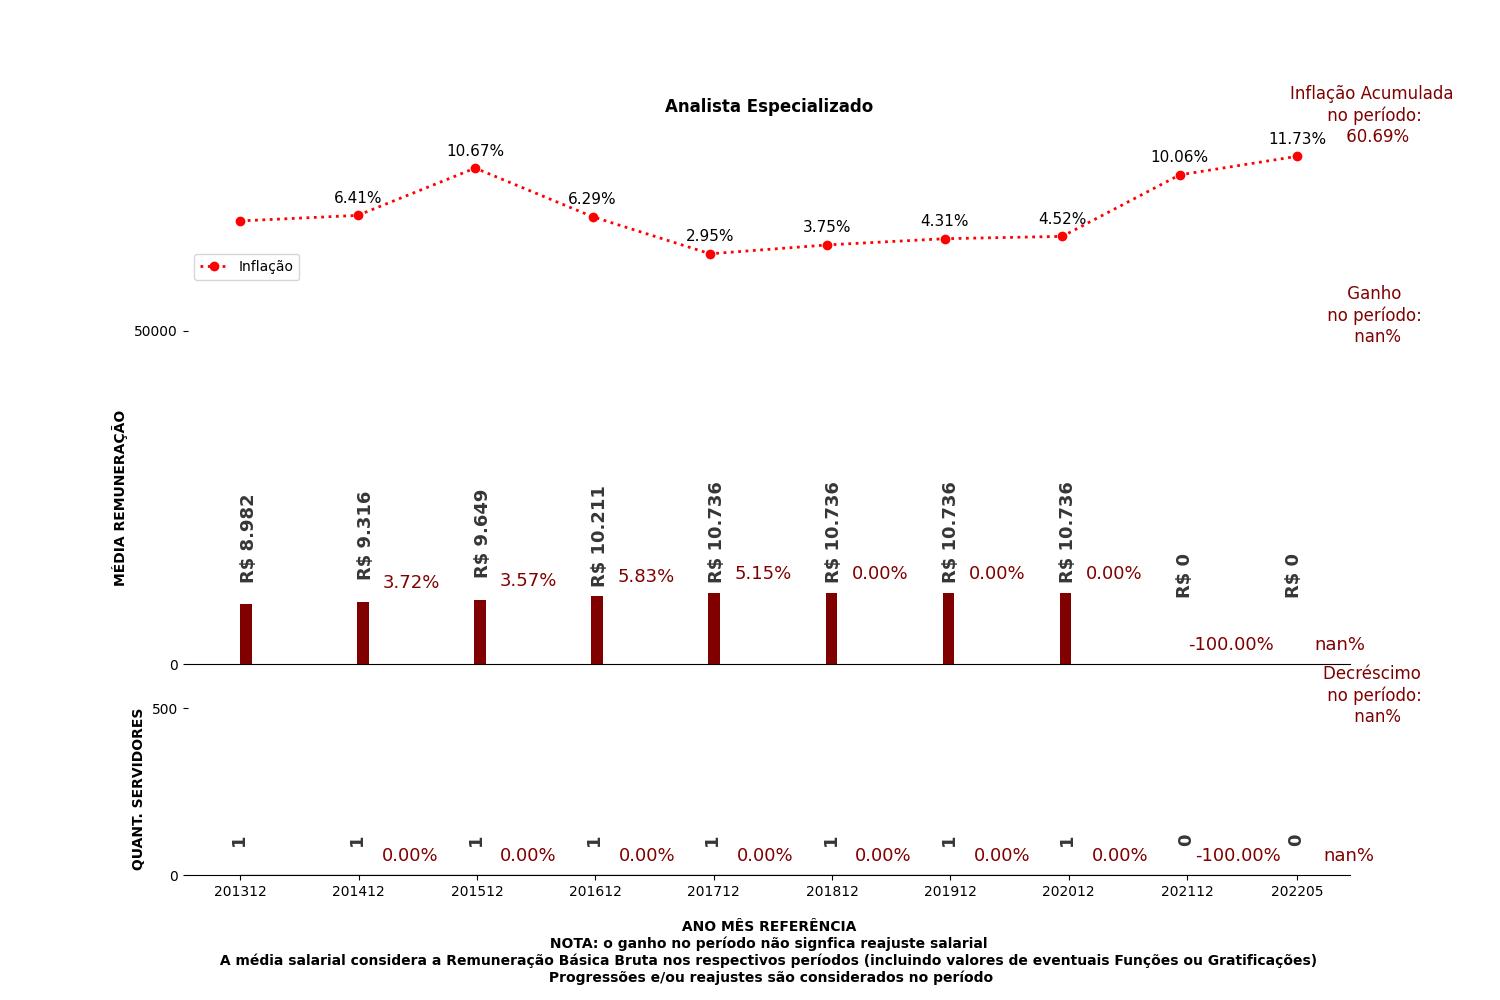 Analista Especializado
Inflação Acumulada
no período:
60.69%
6.41%
10.67%
6.29%
2.95%
3.75%
4.31%
4.52%
10.06%
11.73%
Inflação
Ganho
no período:
nan%
50000
0
MÉDIA REMUNERAÇÃO
R$ 8.982
R$ 9.316
R$ 9.649
R$ 10.211
R$ 10.736
R$ 10.736
R$ 10.736
R$ 10.736
R$ 0
R$ 0
3.72%
3.57%
5.83%
5.15%
0.00%
0.00%
0.00%
-100.00%
nan%
Decréscimo
no período:
nan%
500
0
QUANT. SERVIDORES
1
1
1
1
1
1
1
1
0
0
0.00%
0.00%
0.00%
0.00%
0.00%
0.00%
0.00%
-100.00%
nan%
201312
201412
201512
201612
201712
201812
201912
202012
202112
202205
ANO MÊS REFERÊNCIA
NOTA: o ganho no período não signfica reajuste salarial
A média salarial considera a Remuneração Básica Bruta nos respectivos períodos (incluindo valores de eventuais Funções ou Gratificações)
Progressões e/ou reajustes são considerados no período